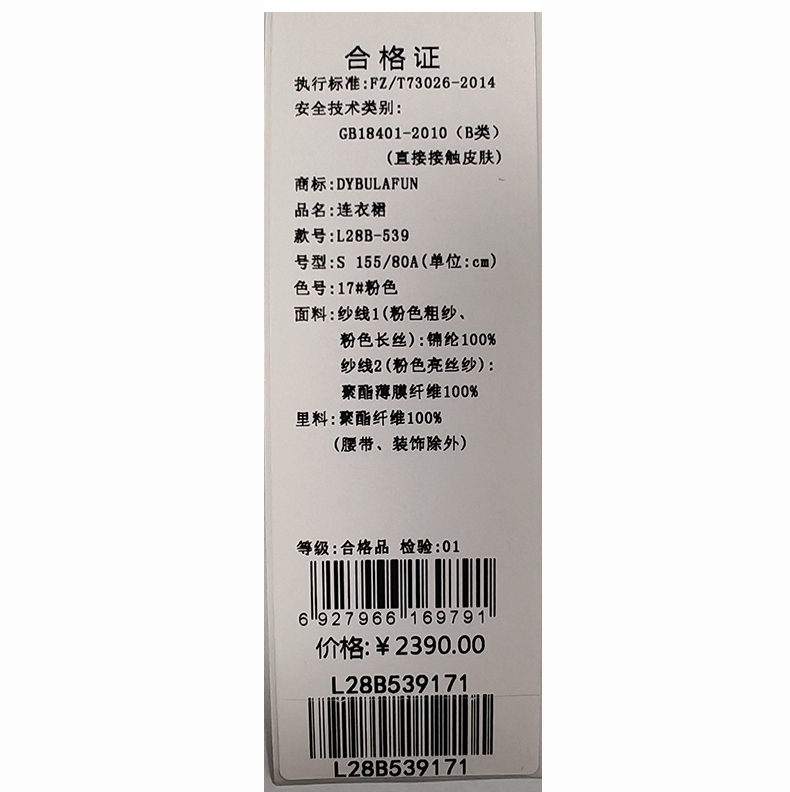 合格证
执行标准:FZ/T73026-2014
安全技术类别:
GB18401-2010（B类）
(直接接触皮肤)
商标:DYBULAFUN
品名:连衣裙
款号:L28B-539
号型:S 155/80A(单位:cm)
色号:17#粉色
面料:纱线1(粉色粗纱、
粉色长丝):锦纶100%
纱线2(粉色亮丝纱):
聚酯薄膜纤维100%
里料:聚酯纤维100%
(腰带、装饰除外)
等级:合格品 检验:01
6 927966 169791
价格:￥2390.00
L28B539171
L28B539171